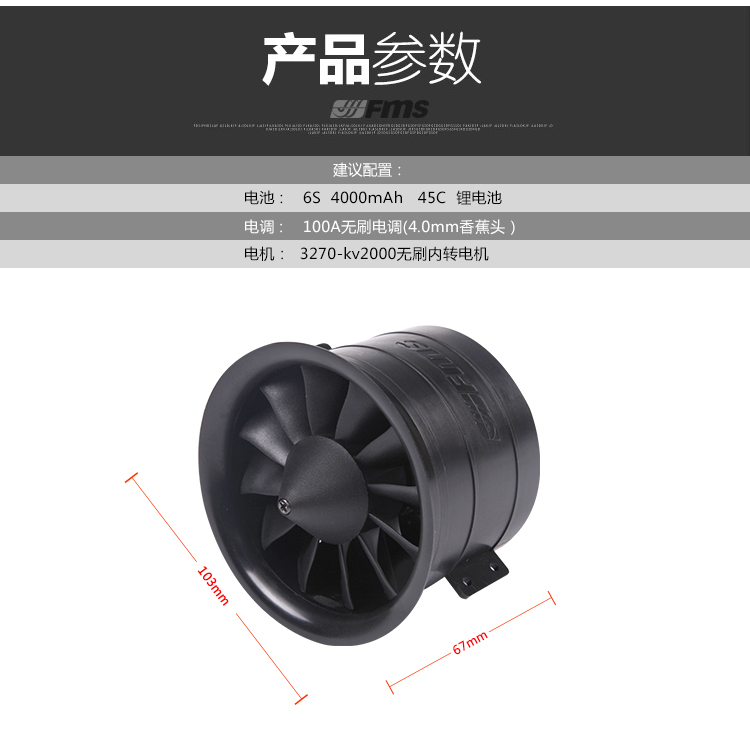 产品参数
FMS
建议配置：
电池： 6S 4000mAh 45C 锂电池
电调： 100A无刷电调(4.0mm香蕉头）
电机： 3270-kv2000无刷内转电机
FMS
103mm
67mm